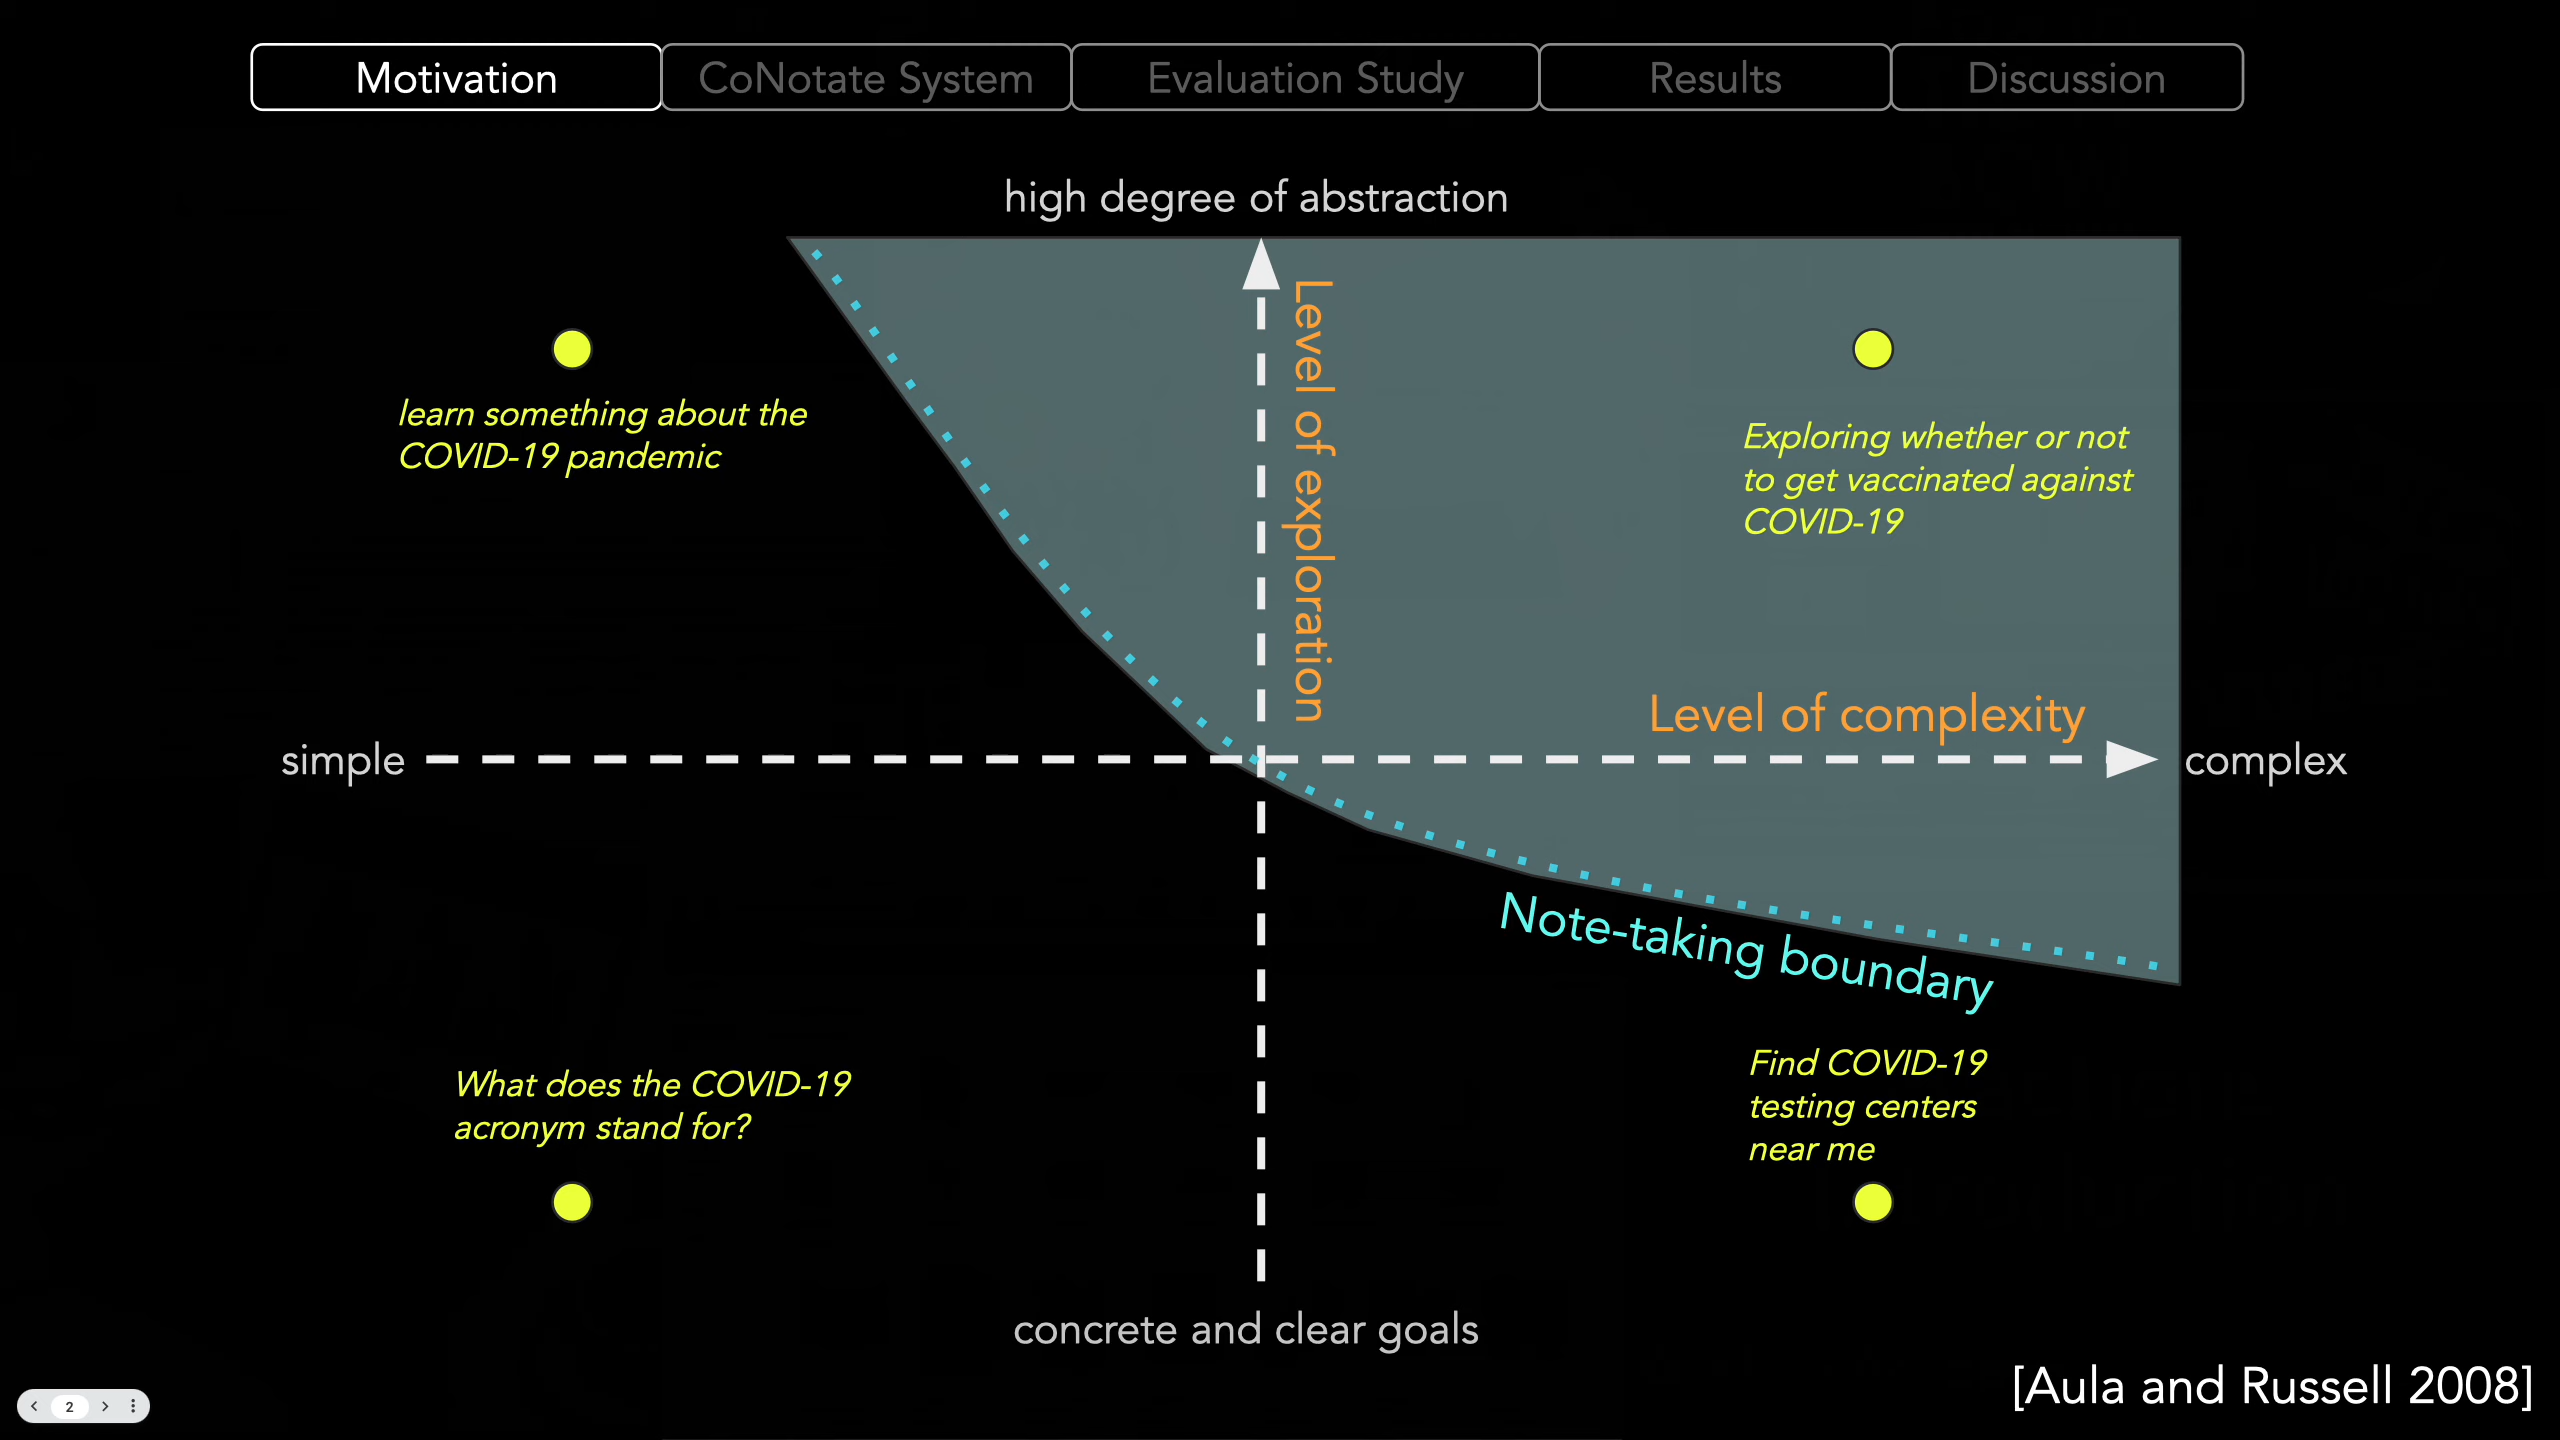 Motivation
CoNotate System
Evaluation Study
Results
Discussion
high degree of abstraction
Level of exploration
learn something about the
COVID-19 pandemic
Exploring whether or not
to get vaccinated against
COVID-19
Level of complexity
simple
complex
Note-taking boundary
What does the COVID-19
acronym stand for?
Find COVID-19
testing centers
near me
concrete and clear goals
[Aula and Russell 2008]
2